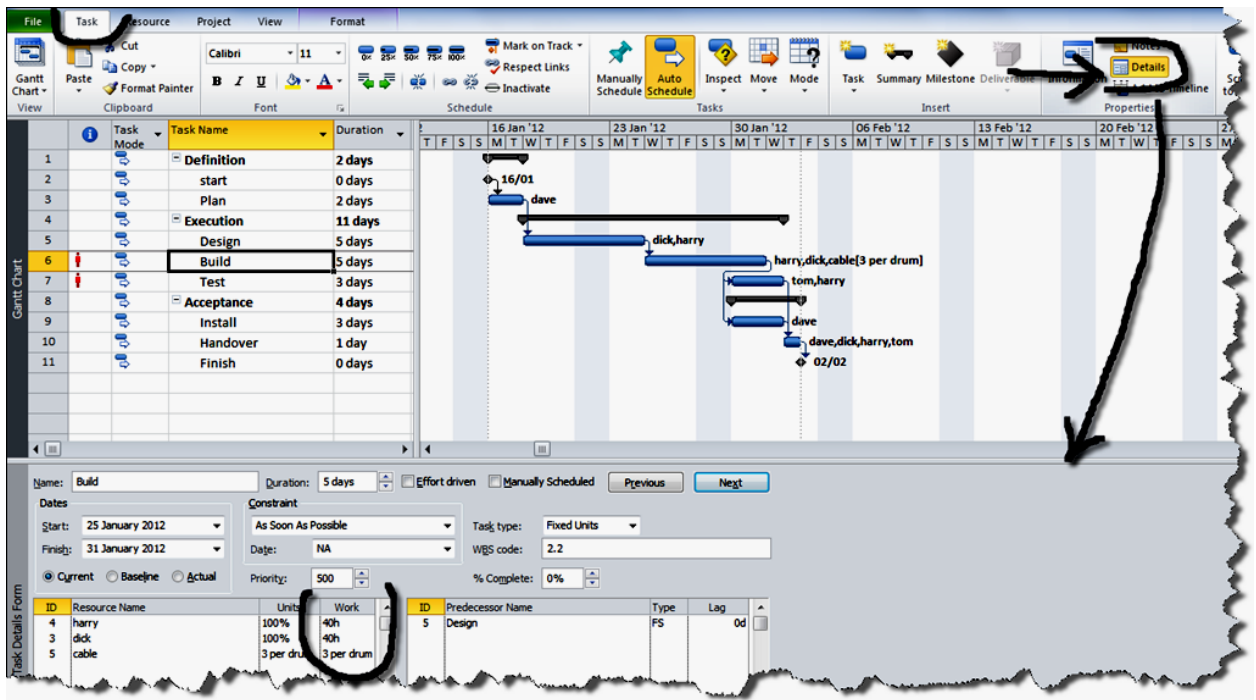 File Task Resource Project View Format
Cut
Copy
Format Painter
Calibri 11
B I U A
0x 25x 50x 75x 100x
Mark on Track
Respect Links
Inactivate
Gantt Chart
Paste
Manually Schedule
Auto Schedule
Inspect Move Mode
Task Summary Milestone Deliverable Information
Notes
Details
Timeline
View Clipboard Font Schedule Tasks Insert Properties
Task Mode Task Name Duration
16 Jan '12 23 Jan '12 30 Jan '12 06 Feb '12 13 Feb '12 20 Feb '12 27
T F S S M T W T F S S M T W T F S S M T W T F S S M T W T F S S M T W T F S S M T W T F S S M
1 Definition 2 days
2 start 0 days 16/01
3 Plan 2 days dave
4 Execution 11 days
5 Design 5 days dick,harry
6 Build 5 days harry,dick,cable[3 per drum]
7 Test 3 days tom,harry
8 Acceptance 4 days
9 Install 3 days dave
10 Handover 1 day dave,dick,harry,tom
11 Finish 0 days 02/02
Gantt Chart
Name: Build Duration: 5 days Effort driven Manually Scheduled Previous Next
Dates Constraint
Start: 25 January 2012 As Soon As Possible Task type: Fixed Units
Finish: 31 January 2012 Date: NA WBS code: 2.2
Current Baseline Actual Priority: 500 % Complete: 0%
ID Resource Name Units Work ID Predecessor Name Type Lag
4 harry 100% 40h 5 Design FS 0d
3 dick 100% 40h
5 cable 3 per drum 3 per drum
Task Details Form